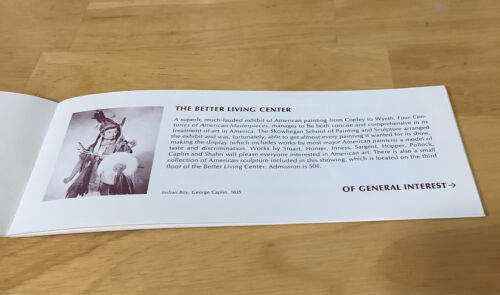 THE BETTER LIVING CENTER
A superb, much-lauded exhibit of American painting from Copley to Wyeth, Four Cen-
turies of American Masterpieces, manages to be both concise and comprehensive in its
treatment of art in America. The Skowhegan School of Painting and Sculpture arranged
the exhibit and was, fortunately, able to get almost every painting it wanted for its show,
making the display (which includes works by most major American painters) a model of
taste and discrimination. Works by Stuart, Homer, Inness, Sargent, Hopper, Pollock,
Caplin and Shahn will please everyone interested in American art. There is also a small
collection of American sculpture included in this showing, which is located on the third
floor of the Better Living Center. Admission is 50¢.
Indian Boy, George Caplin, 1835
OF GENERAL INTEREST→